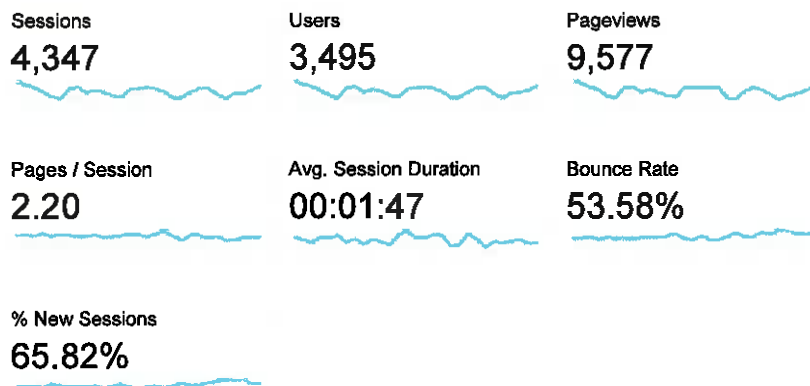 Sessions
4,347
Users
3,495
Pageviews
9,577
Pages / Session
2.20
Avg. Session Duration
00:01:47
Bounce Rate
53.58%
% New Sessions
65.82%